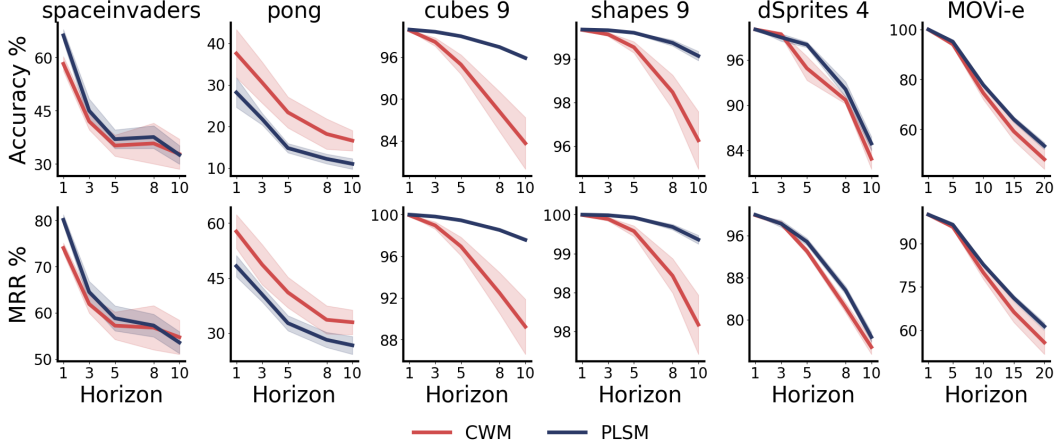 spaceinvaders pong cubes 9 shapes 9 dSprites 4 MOVi-e
Accuracy %
60 45 30
1 3 5 8 10
40 30 20 10
1 3 5 8 10
96 90 84
1 3 5 8 10
99 99 98 98 96
1 3 5 8 10
96 90 84
1 3 5 8 10
100 80 60
1 5 10 15 20
MRR %
80 70 60 50
1 3 5 8 10
60 45 30
1 3 5 8 10
100 96 92 88
1 3 5 8 10
100 99 99 98 98
1 3 5 8 10
96 88 80
1 3 5 8 10
90 75 60
1 5 10 15 20
Horizon Horizon Horizon Horizon Horizon Horizon
CWM PLSM